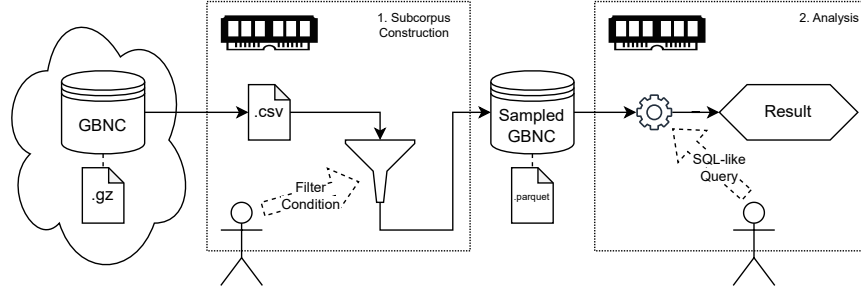 1. Subcorpus
Construction
2. Analysis
GBNC
.gz
.csv
Filter
Condition
Sampled
GBNC
.parquet
SQL-like
Query
Result